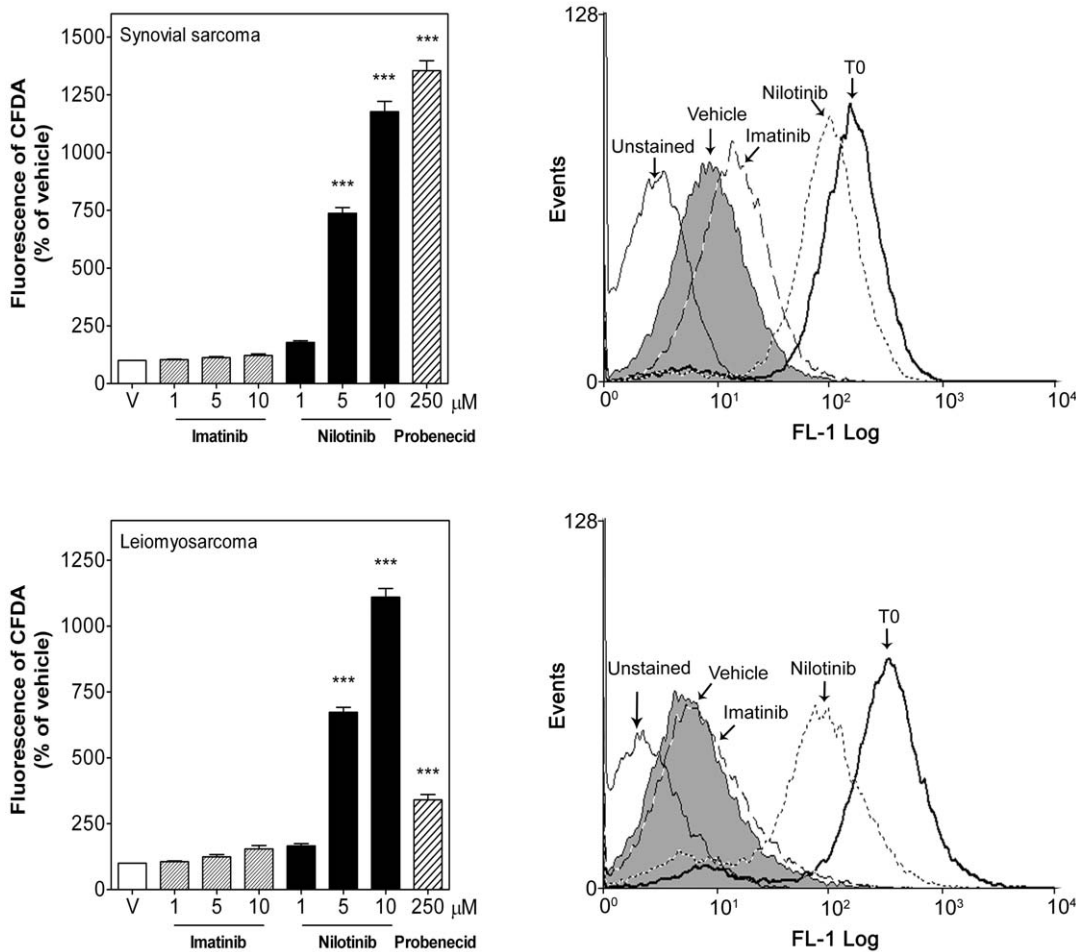 Synovial sarcoma
Fluorescence of CFDA
(% of vehicle)
1500
1250
1000
750
500
250
100
0
***
***
***
***
V 1 5 10 1 5 10 250 μM
Imatinib Nilotinib Probenecid
128
Events
0
Unstained
Vehicle
Imatinib
Nilotinib
T0
10⁰ 10¹ 10² 10³ 10⁴
FL-1 Log
Leiomyosarcoma
Fluorescence of CFDA
(% of vehicle)
1250
1000
750
500
250
100
0
***
***
***
V 1 5 10 1 5 10 250 μM
Imatinib Nilotinib Probenecid
128
Events
0
Unstained
Vehicle
Imatinib
Nilotinib
T0
10⁰ 10¹ 10² 10³ 10⁴
FL-1 Log